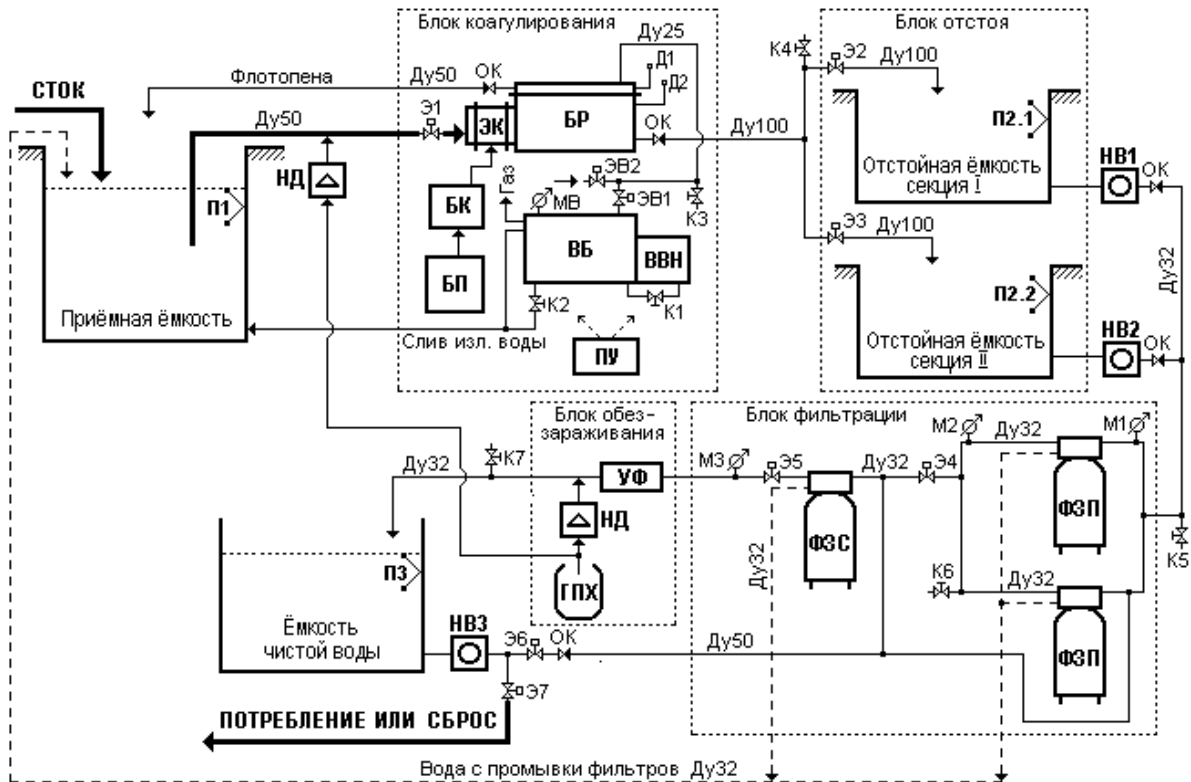 Блок коагулирования
Блок отстоя
Ду25
К4
Э2
Ду100
Флотопена
Ду50
ОК
Д1
Д2
СТОК
Ду50
Э1
ЭК
БР
ОК
Ду100
П2.1
Отстойная ёмкость
секция I
НВ1
ОК
НД
П1
БК
Газ
МВ
ЭВ2
ЭВ1
К3
Э3
Ду100
БП
ВБ
ВВН
П2.2
Ду32
Приёмная ёмкость
К2
К1
Слив изл. воды
ПУ
Отстойная ёмкость
секция II
НВ2
ОК
Блок обез-
зараживания
Блок фильтрации
Ду32
К7
УФ
М3
Э5
Ду32
Э4
М2
Ду32
М1
НД
ФЗС
ФЗП
П3
ГПХ
Ду32
К6
Ду32
К5
Ёмкость
чистой воды
НВ3
Э6
ОК
Ду50
ФЗП
Э7
ПОТРЕБЛЕНИЕ ИЛИ СБРОС
Вода с промывки фильтров Ду32